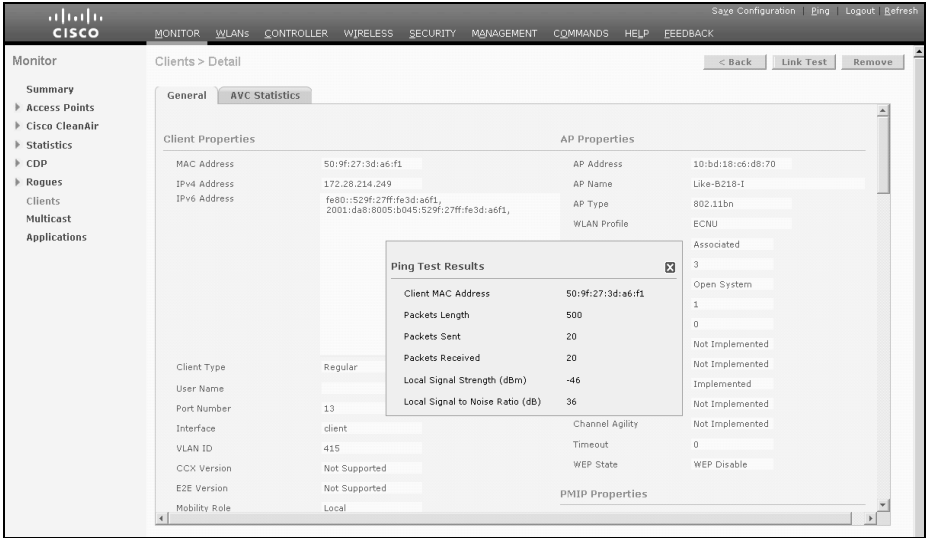 Save Configuration | Ping | Logout | Refresh
CISCO
MONITOR WLANs CONTROLLER WIRELESS SECURITY MANAGEMENT COMMANDS HELP FEEDBACK
Monitor
Summary
Access Points
Cisco CleanAir
Statistics
CDP
Rogues
Clients
Multicast
Applications
Clients > Detail
< Back Link Test Remove
General AVC Statistics
Client Properties
MAC Address 50:9f:27:3d:a6:f1
IPv4 Address 172.28.214.249
IPv6 Address fe80::529f:27ff:fe3d:a6f1,
2001:da8:8005:b045:529f:27ff:fe3d:a6f1,
Client Type Regular
User Name
Port Number 13
Interface client
VLAN ID 415
CCX Version Not Supported
E2E Version Not Supported
Mobility Role Local
AP Properties
AP Address 10:bd:18:c6:d8:70
AP Name Like-B218-I
AP Type 802.11bn
WLAN Profile ECNU
Associated
3
Open System
1
0
Not Implemented
Not Implemented
Implemented
Not Implemented
Channel Agility Not Implemented
Timeout 0
WEP State WEP Disable
PMIP Properties
Ping Test Results
Client MAC Address 50:9f:27:3d:a6:f1
Packets Length 500
Packets Sent 20
Packets Received 20
Local Signal Strength (dBm) -46
Local Signal to Noise Ratio (dB) 36